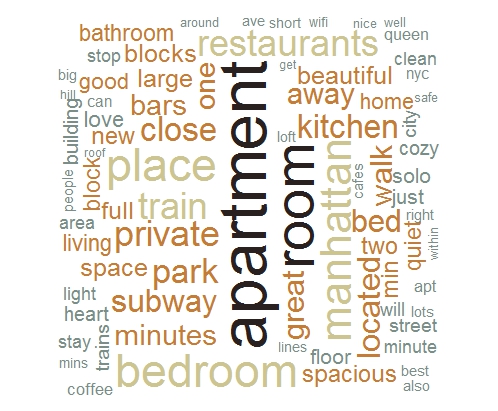 around ave short wifi nice well
bathroom restaurants queen
stop blocks get clean
big good large one beautiful nyc
hill can bars away home safe
building love apartment kitchen city
new close loft cozy
roof block place room manhattan cafes walk solo
people full train bed just
area private right
living two quiet within
space park great located min apt
light subway will lots
heart street
stay minutes minute
mins trains lines floor
bedroom spacious best
coffee also